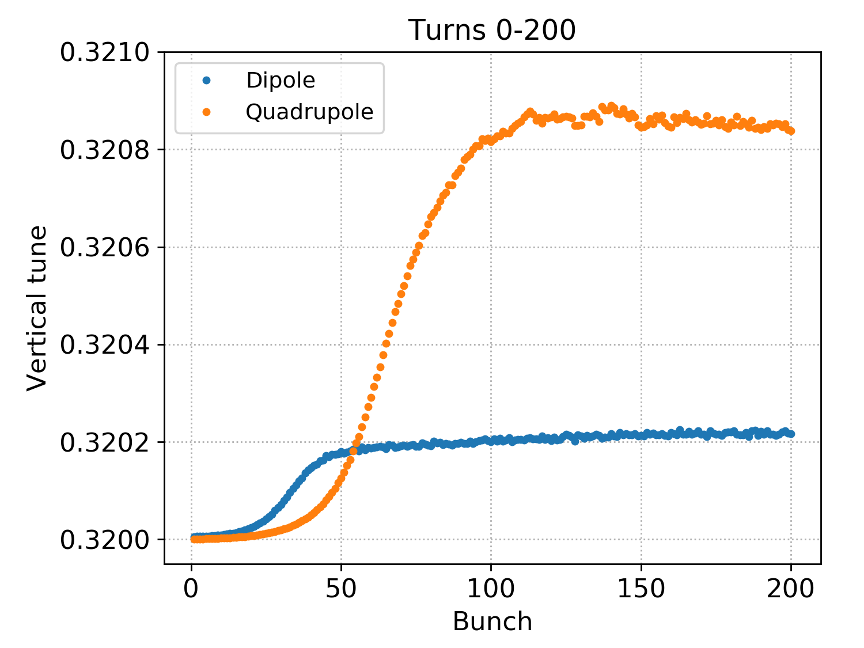 Turns 0-200
0.3210
0.3208
0.3206
0.3204
0.3202
0.3200
Vertical tune
Dipole
Quadrupole
0 50 100 150 200
Bunch